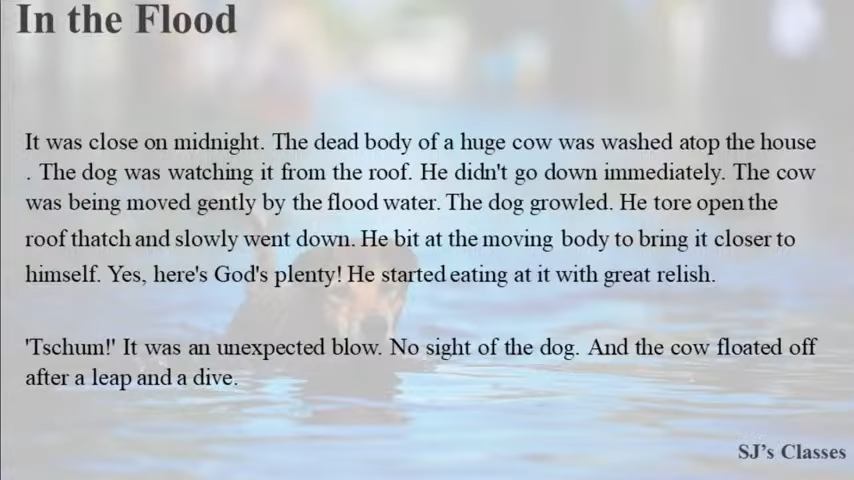 In the Flood
It was close on midnight. The dead body of a huge cow was washed atop the house
. The dog was watching it from the roof. He didn't go down immediately. The cow
was being moved gently by the flood water. The dog growled. He tore open the
roof thatch and slowly went down. He bit at the moving body to bring it closer to
himself. Yes, here's God's plenty! He started eating at it with great relish.
'Tschum!' It was an unexpected blow. No sight of the dog. And the cow floated off
after a leap and a dive.
SJ's Classes